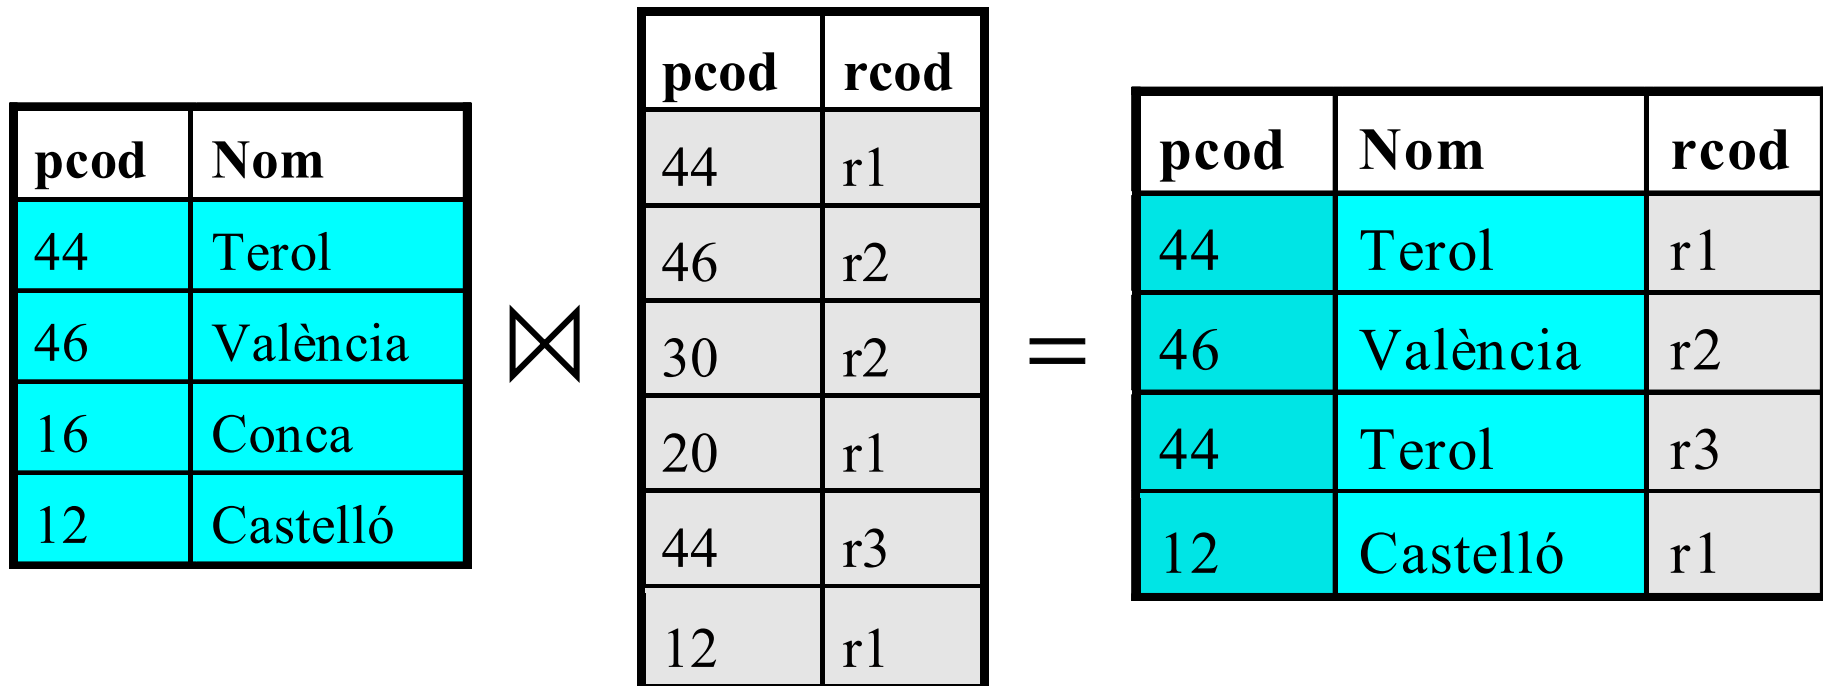 pcod Nom
44 Terol
46 València
16 Conca
12 Castelló
⋈
pcod rcod
44 r1
46 r2
30 r2
20 r1
44 r3
12 r1
=
pcod Nom rcod
44 Terol r1
46 València r2
44 Terol r3
12 Castelló r1